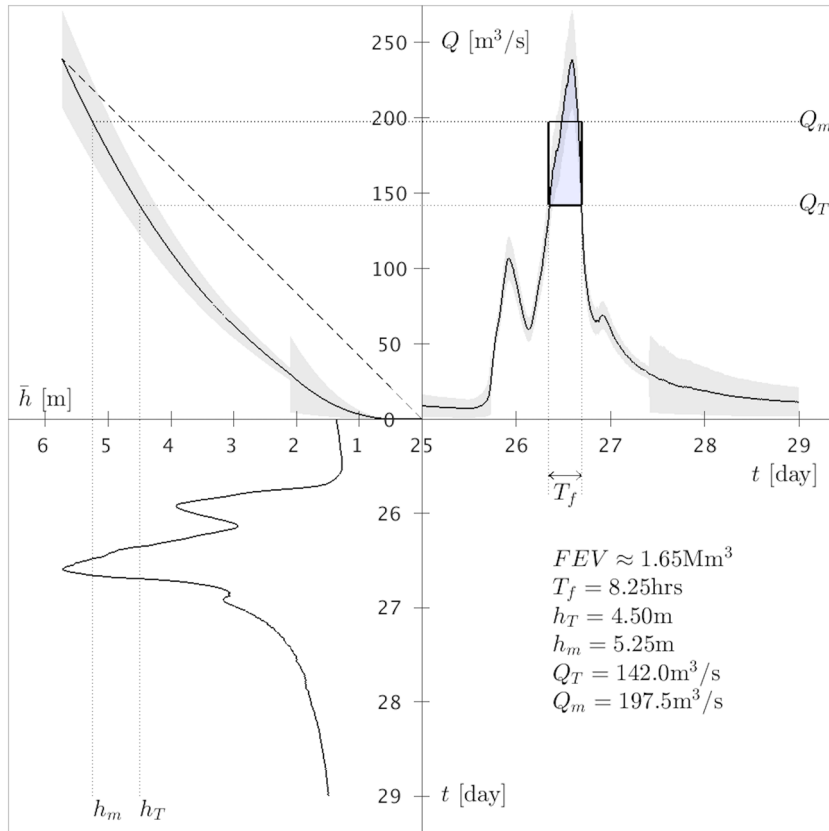 250
Q [m³/s]
200
Q_m
150
Q_T
100
50
h̄ [m]
0
6 5 4 3 2 1 25 26 27 28 29
t [day]
T_f
26
FEV ≈ 1.65Mm³
T_f = 8.25hrs
27
h_T = 4.50m
h_m = 5.25m
Q_T = 142.0m³/s
28
Q_m = 197.5m³/s
29
t [day]
h_m h_T